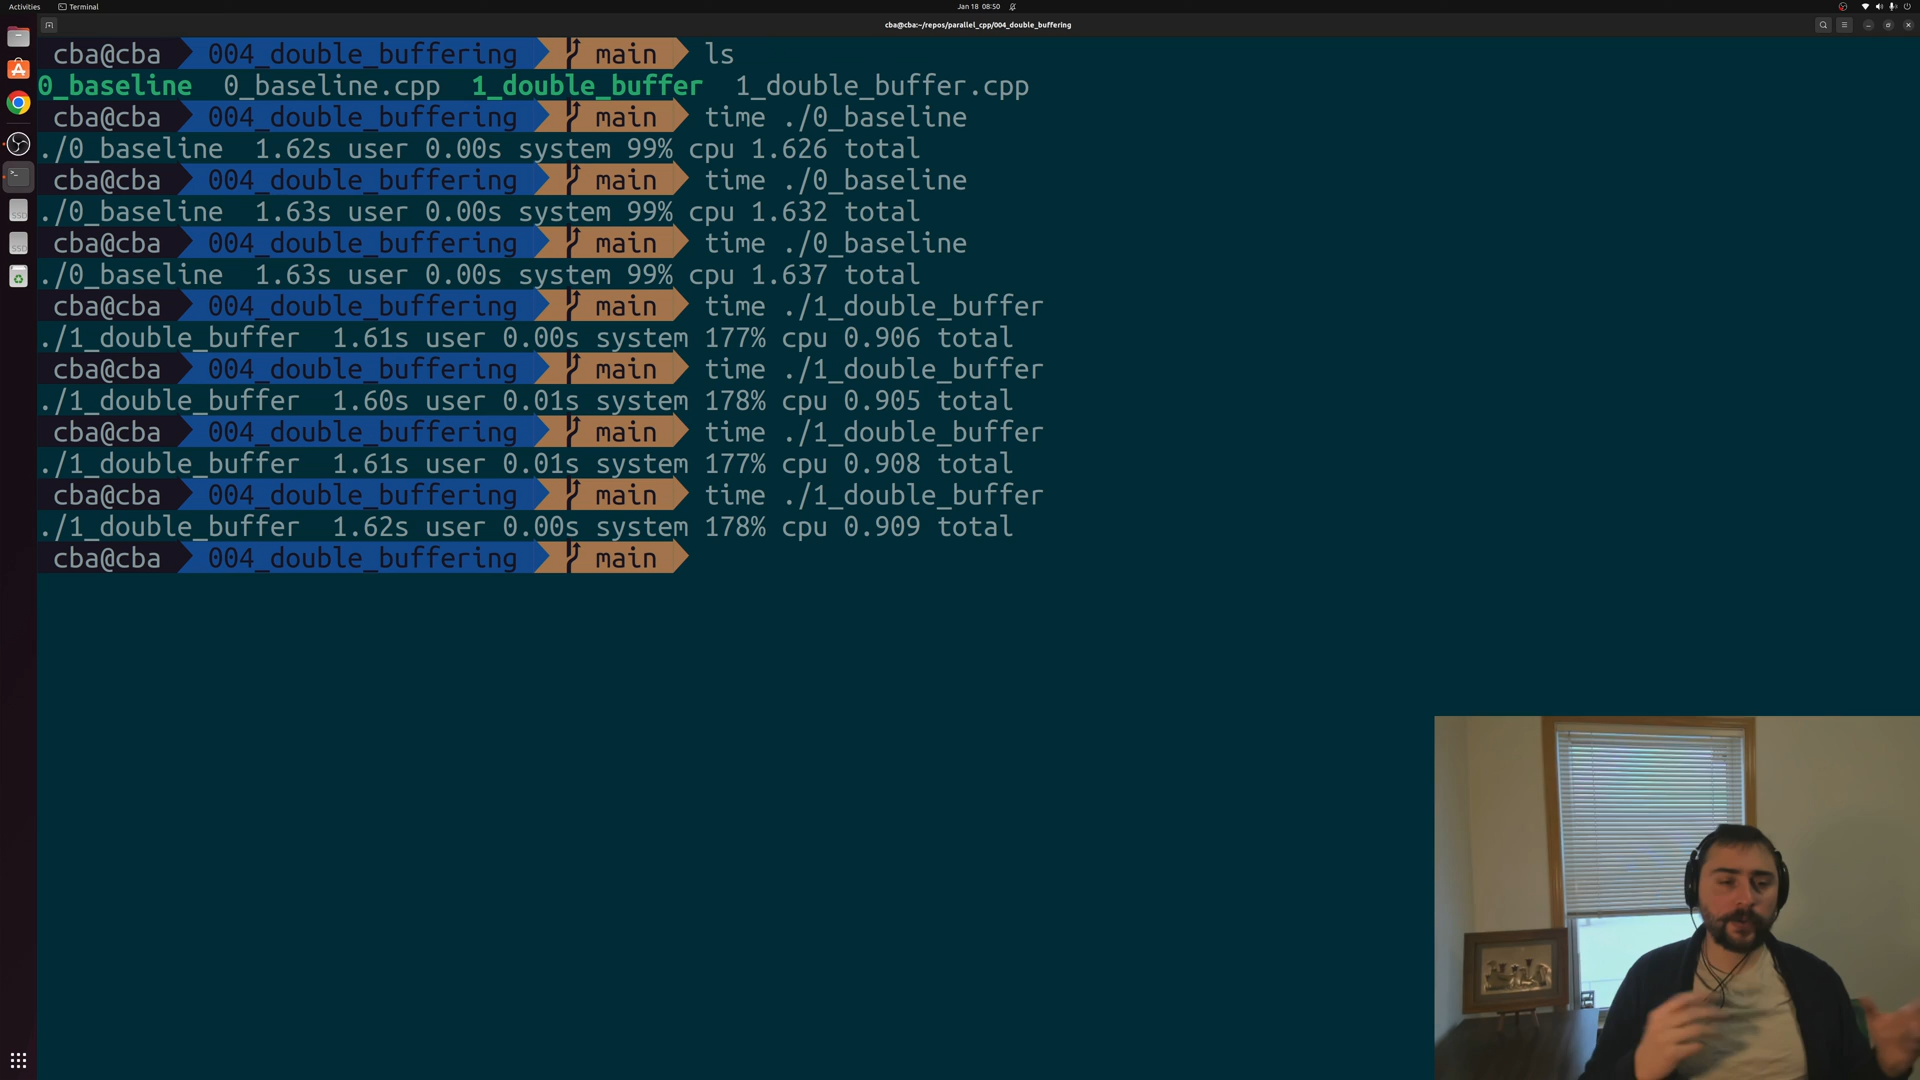 Activities Terminal Jan 18 08:50
cba@cba:~/repos/parallel_cpp/004_double_buffering
cba@cba 004_double_buffering main ls
0_baseline 0_baseline.cpp 1_double_buffer 1_double_buffer.cpp
cba@cba 004_double_buffering main time ./0_baseline
./0_baseline 1.62s user 0.00s system 99% cpu 1.626 total
cba@cba 004_double_buffering main time ./0_baseline
./0_baseline 1.63s user 0.00s system 99% cpu 1.632 total
cba@cba 004_double_buffering main time ./0_baseline
./0_baseline 1.63s user 0.00s system 99% cpu 1.637 total
cba@cba 004_double_buffering main time ./1_double_buffer
./1_double_buffer 1.61s user 0.00s system 177% cpu 0.906 total
cba@cba 004_double_buffering main time ./1_double_buffer
./1_double_buffer 1.60s user 0.01s system 178% cpu 0.905 total
cba@cba 004_double_buffering main time ./1_double_buffer
./1_double_buffer 1.61s user 0.01s system 177% cpu 0.908 total
cba@cba 004_double_buffering main time ./1_double_buffer
./1_double_buffer 1.62s user 0.00s system 178% cpu 0.909 total
cba@cba 004_double_buffering main
SSD
SSD